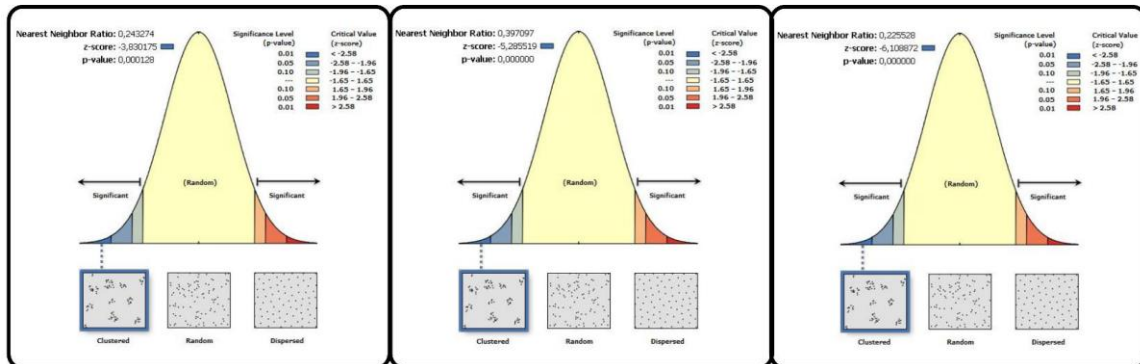 Nearest Neighbor Ratio: 0,243274
z-score: -3,830175
p-value: 0,000128
Significance Level
(p-value)
Critical Value
(z-score)
0.01 < -2.58
0.05 -2.58 – -1.96
0.10 -1.96 – -1.65
--- -1.65 – 1.65
0.10 1.65 – 1.96
0.05 1.96 – 2.58
0.01 > 2.58
Significant
(Random)
Significant
Clustered Random Dispersed
Nearest Neighbor Ratio: 0,397097
z-score: -5,285519
p-value: 0,000000
Significance Level
(p-value)
Critical Value
(z-score)
0.01 < -2.58
0.05 -2.58 – -1.96
0.10 -1.96 – -1.65
--- -1.65 – 1.65
0.10 1.65 – 1.96
0.05 1.96 – 2.58
0.01 > 2.58
Significant
(Random)
Significant
Clustered Random Dispersed
Nearest Neighbor Ratio: 0,225528
z-score: -6,108872
p-value: 0,000000
Significance Level
(p-value)
Critical Value
(z-score)
0.01 < -2.58
0.05 -2.58 – -1.96
0.10 -1.96 – -1.65
--- -1.65 – 1.65
0.10 1.65 – 1.96
0.05 1.96 – 2.58
0.01 > 2.58
Significant
(Random)
Significant
Clustered Random Dispersed